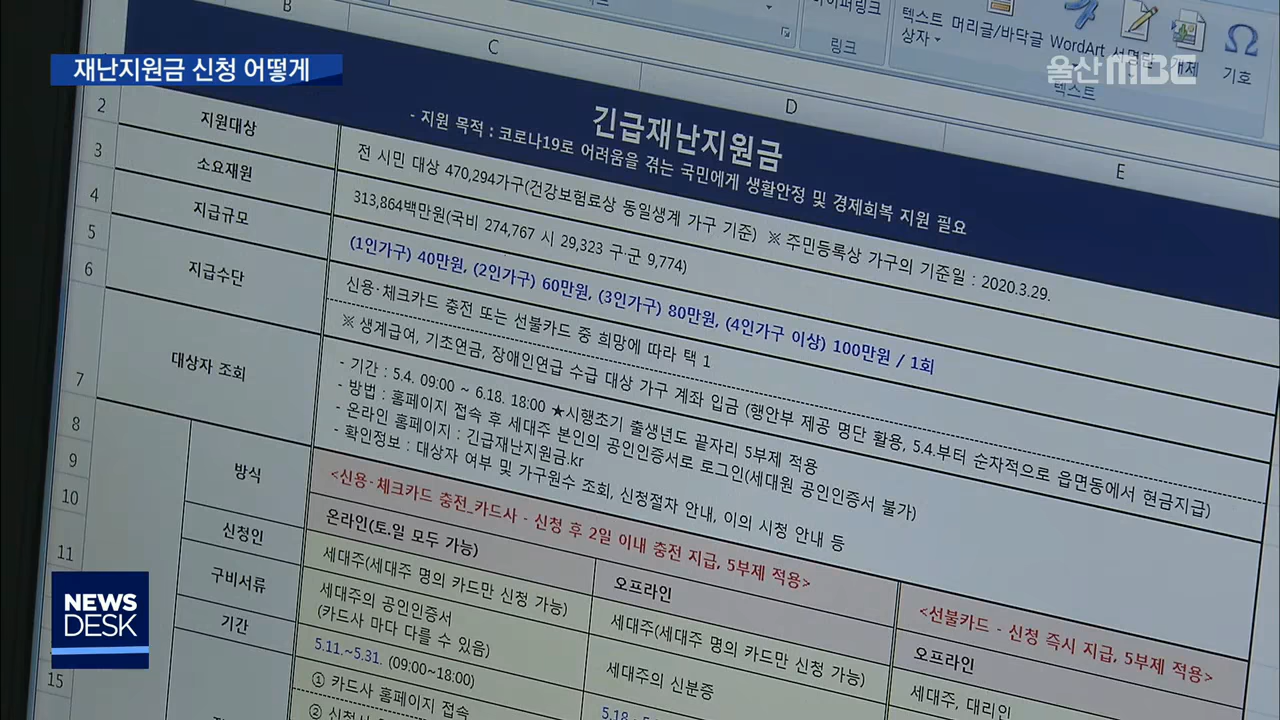 재난지원금 신청 어떻게
울산MBC
하이퍼링크
링크
텍스트 상자
머리글/바닥글
WordArt
기호
텍스트
B
C
D
E
긴급재난지원금
- 지원 목적 : 코로나19로 어려움을 겪는 국민에게 생활안정 및 경제회복 지원 필요
2
지원대상
전 시민 대상 470,294가구(건강보험료상 동일생계 가구 기준) ※ 주민등록상 가구의 기준일 : 2020.3.29.
3
소요재원
313,864백만원(국비 274,767 시 29,323 구·군 9,774)
4
지급규모
(1인가구) 40만원, (2인가구) 60만원, (3인가구) 80만원, (4인가구 이상) 100만원 / 1회
5
6
지급수단
신용·체크카드 충전 또는 선불카드 중 희망에 따라 택 1
※ 생계급여, 기초연금, 장애인연금 수급 대상 가구 계좌 입금 (행안부 제공 명단 활용, 5.4.부터 순차적으로 읍면동에서 현금지급)
7
대상자 조회
- 기간 : 5.4. 09:00 ~ 6.18. 18:00 ★시행초기 출생년도 끝자리 5부제 적용
- 방법 : 홈페이지 접속 후 세대주 본인의 공인인증서로 로그인(세대원 공인인증서 불가)
- 온라인 홈페이지 : 긴급재난지원금.kr
- 확인정보 : 대상자 여부 및 가구원수 조회, 신청절차 안내, 이의 시청 안내 등
8
9
방식
<신용·체크카드 충전_카드사 - 신청 후 2일 이내 충전 지급, 5부제 적용>
<선불카드 - 신청 즉시 지급, 5부제 적용>
온라인(토.일 모두 가능)
오프라인
오프라인
10
신청인
세대주(세대주 명의 카드만 신청 가능)
세대주(세대주 명의 카드만 신청 가능)
세대주, 대리인
11
구비서류
세대주의 공인인증서
(카드사 마다 다를 수 있음)
세대주의 신분증
기간
5.11.~5.31. (09:00~18:00)
① 카드사 홈페이지 접속
15
NEWS
DESK